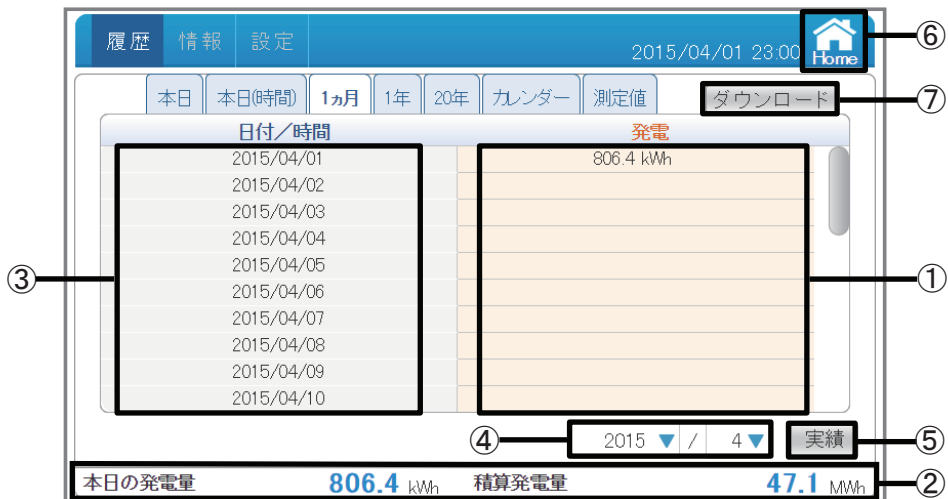 履歴 情報 設定
2015/04/01 23:00 Home ⑥
本日 本日(時間) 1ヵ月 1年 20年 カレンダー 測定値 ダウンロード ⑦
日付／時間 発電
2015/04/01 806.4 kWh
2015/04/02
2015/04/03
2015/04/04
2015/04/05
③ ①
2015/04/06
2015/04/07
2015/04/08
2015/04/09
2015/04/10
④ 2015 ▼ / 4 ▼ 実績 ⑤
本日の発電量 806.4 kWh 積算発電量 47.1 MWh ②